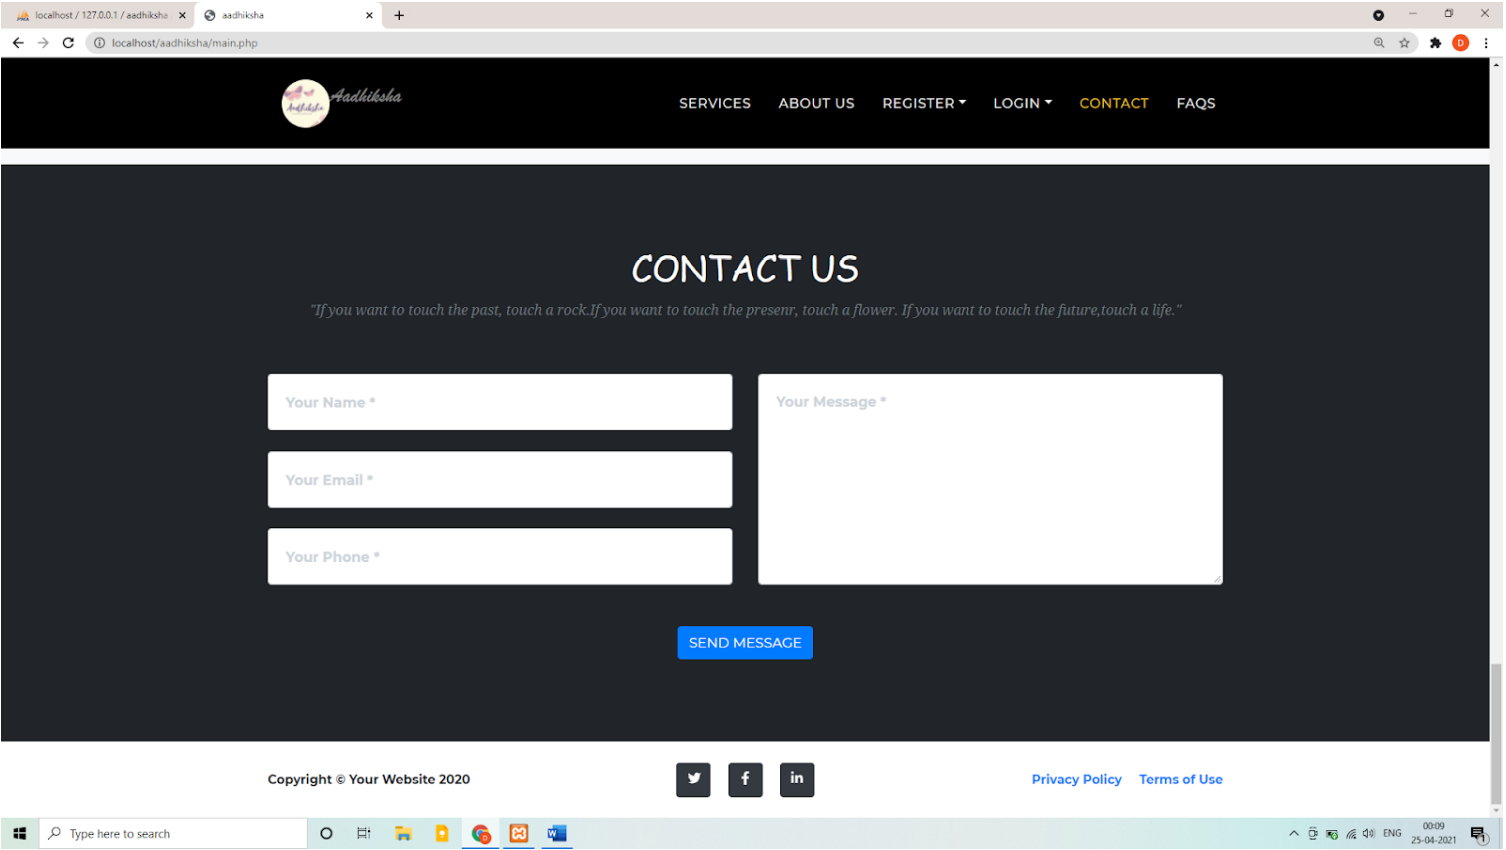 localhost / 127.0.0.1 / aadhiksha
aadhiksha
localhost/aadhiksha/main.php
D
Aadhiksha
Aadhiksha
SERVICES ABOUT US REGISTER LOGIN CONTACT FAQS
CONTACT US
"If you want to touch the past, touch a rock.If you want to touch the presenr, touch a flower. If you want to touch the future,touch a life."
Your Name *
Your Email *
Your Phone *
Your Message *
SEND MESSAGE
Copyright © Your Website 2020
Privacy Policy Terms of Use
Type here to search
ENG
00:09
25-04-2021
1